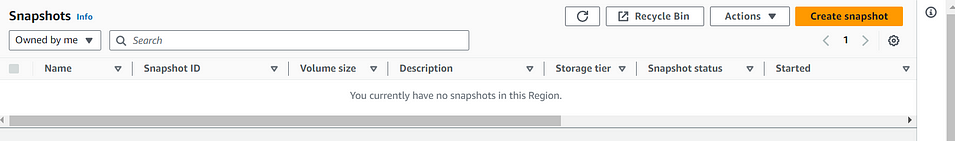 Snapshots Info
Recycle Bin
Actions
Create snapshot
Owned by me
Search
1
Name Snapshot ID Volume size Description Storage tier Snapshot status Started
You currently have no snapshots in this Region.